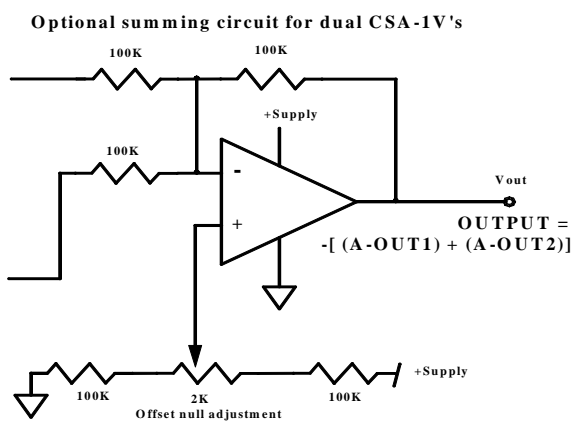 Optional summing circuit for dual CSA-1V's
100K
100K
+Supply
100K
-
+
Vout
OUTPUT =
-[ (A-OUT1) + (A-OUT2)]
+Supply
100K
2K
100K
Offset null adjustment